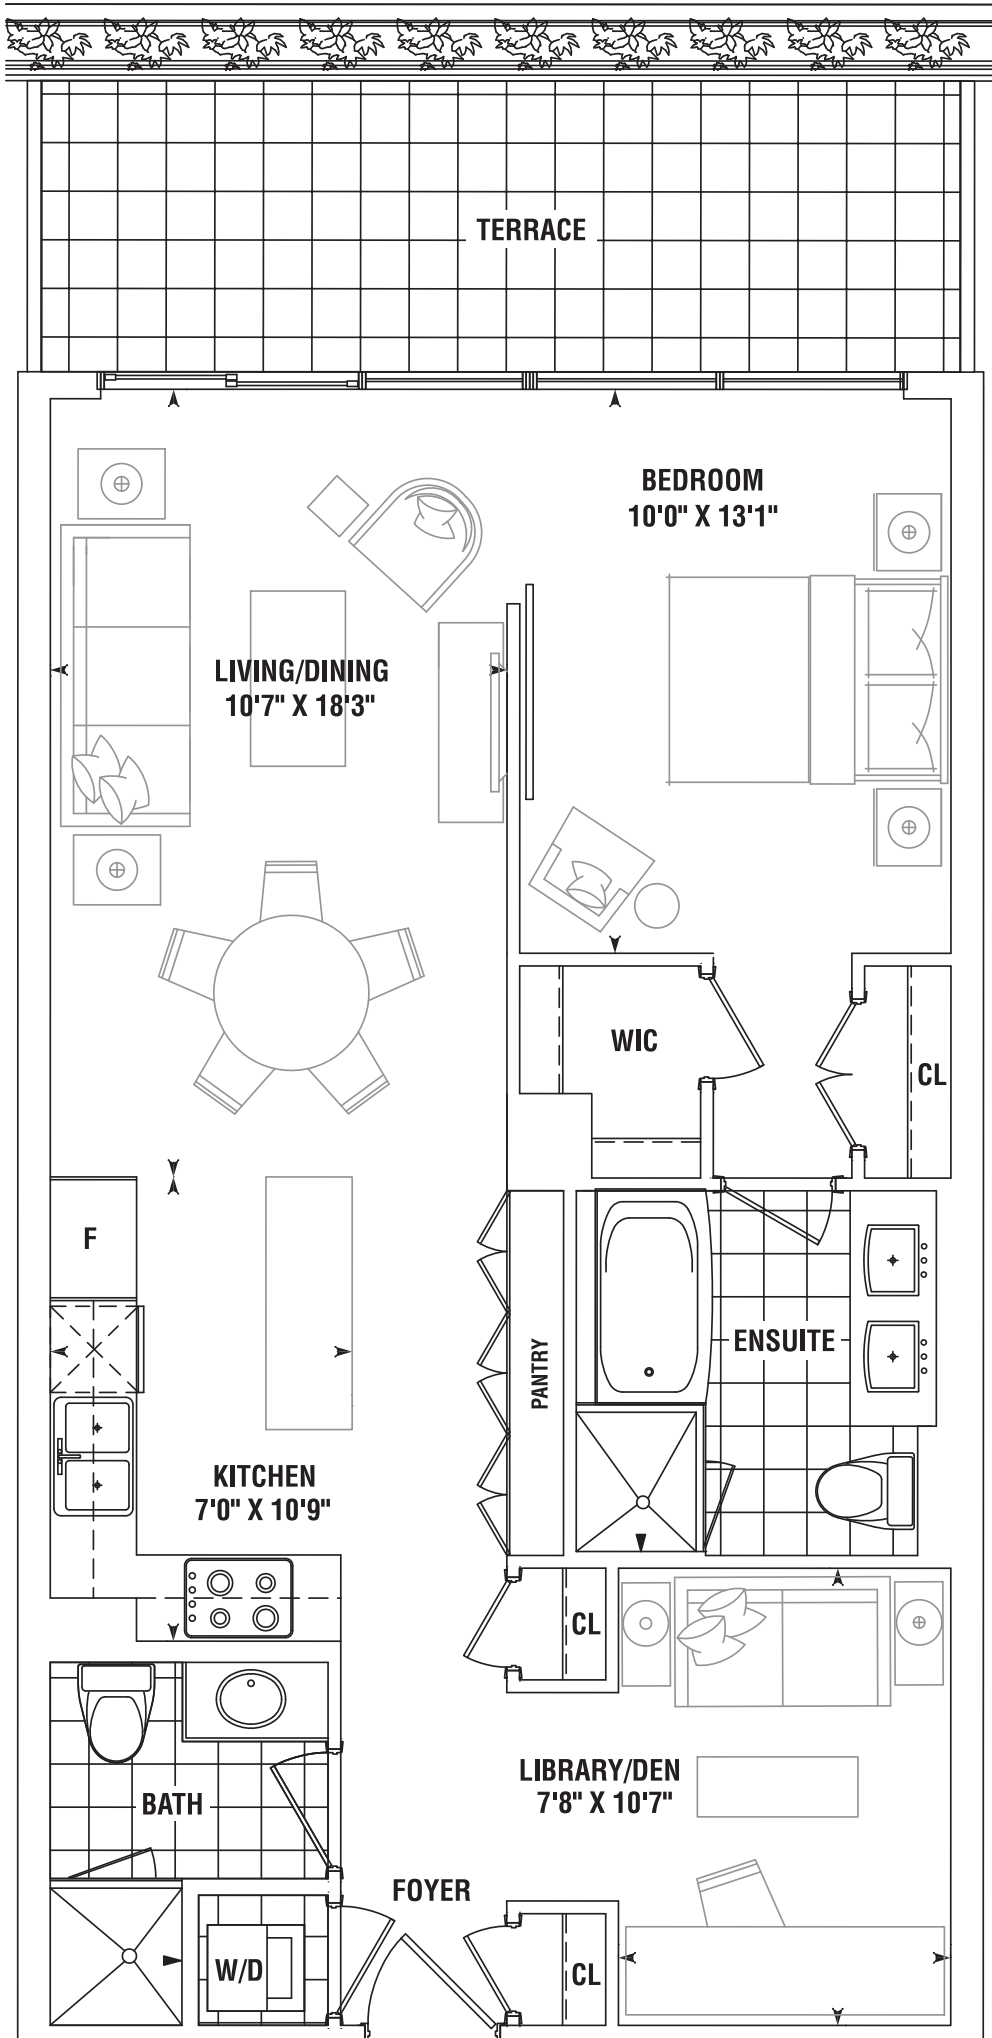 TERRACE
BEDROOM
10'0" X 13'1"
LIVING/DINING
10'7" X 18'3"
WIC
CL
F
ENSUITE
PANTRY
KITCHEN
7'0" X 10'9"
CL
LIBRARY/DEN
7'8" X 10'7"
BATH
FOYER
W/D
CL